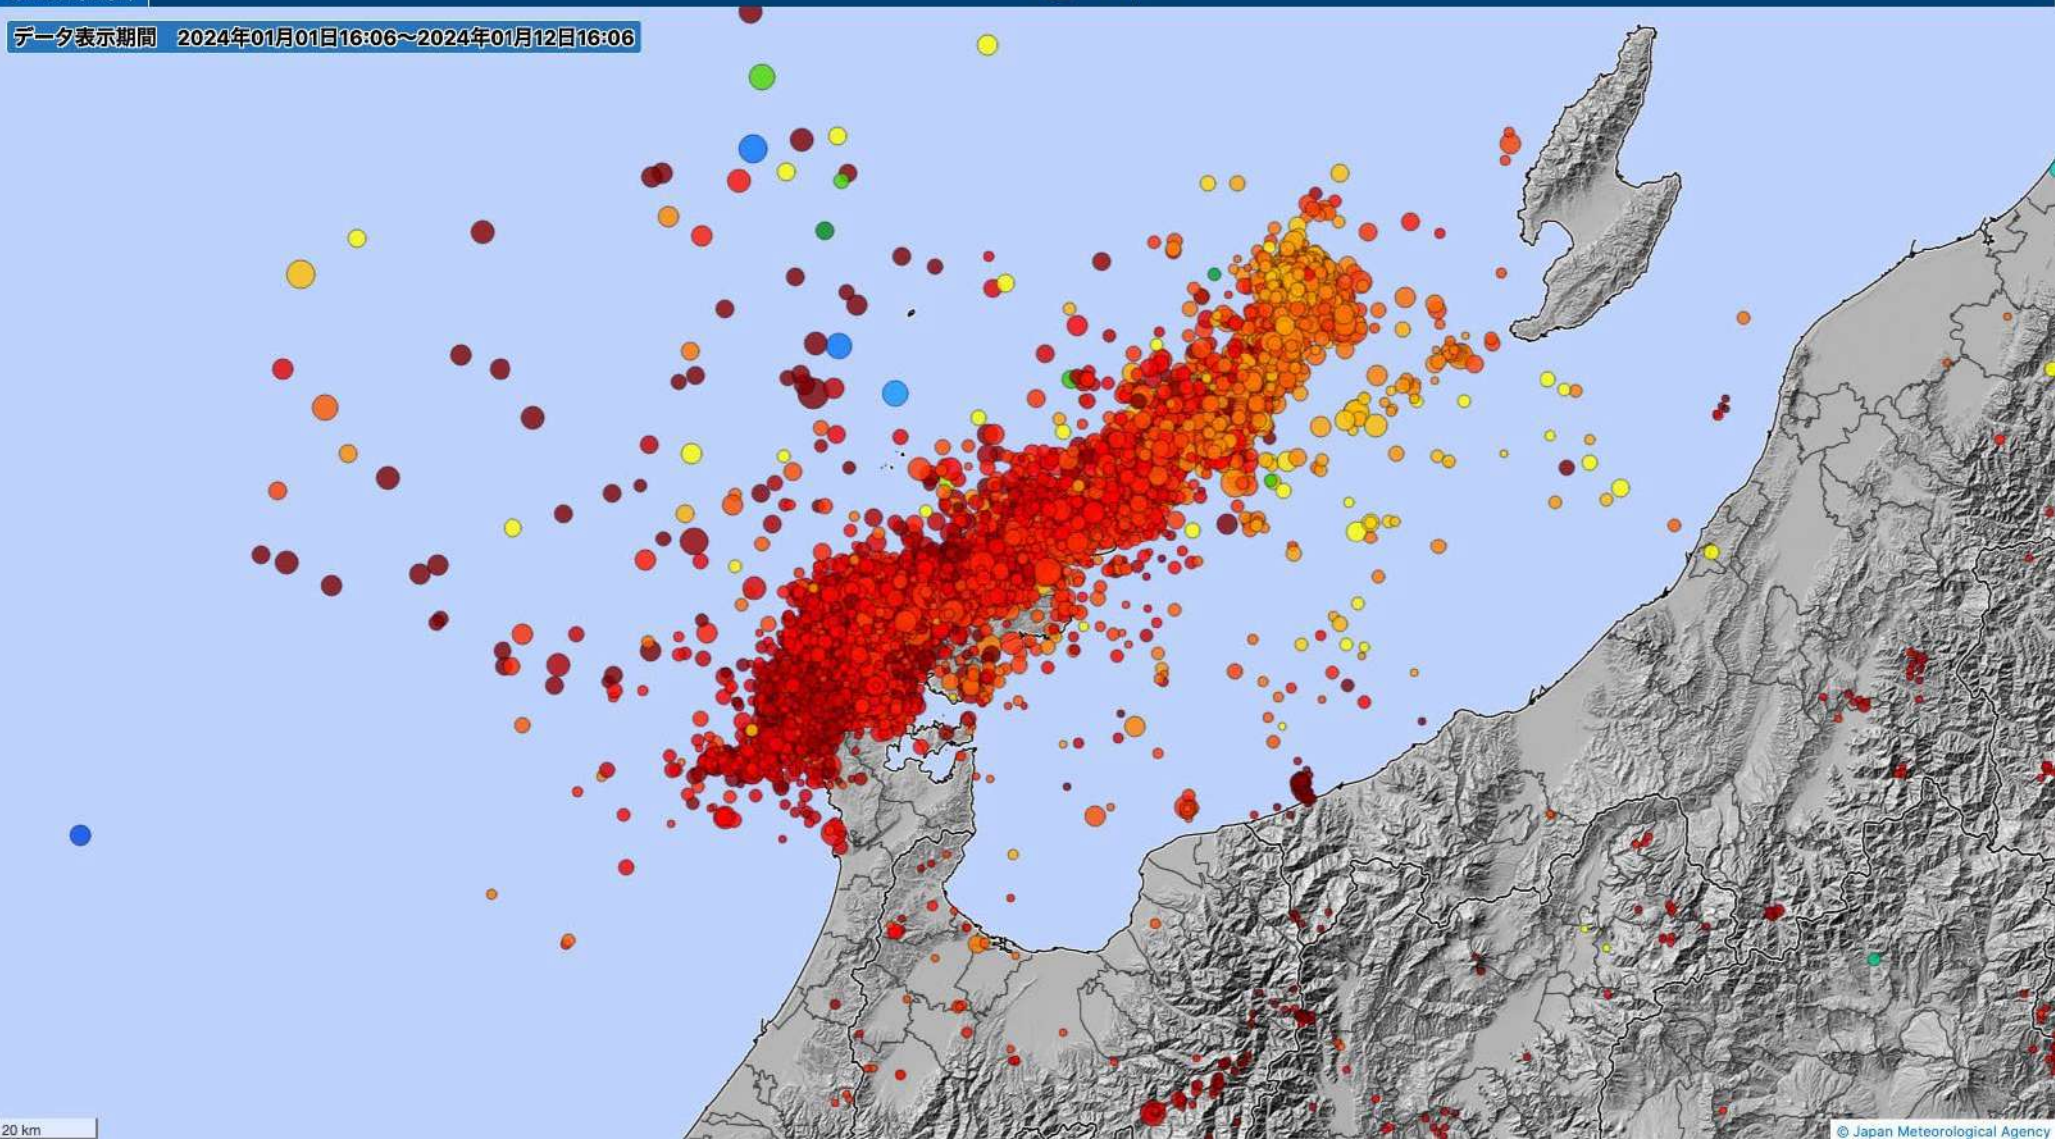 データ表示期間 2024年01月01日16:06～2024年01月12日16:06
20 km
© Japan Meteorological Agency